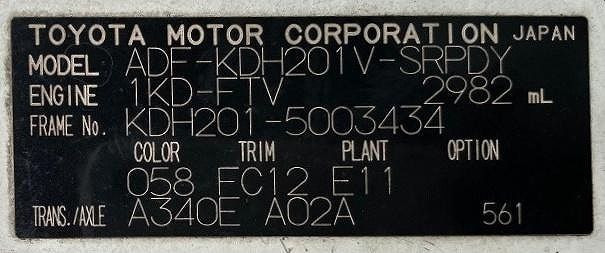 TOYOTA MOTOR CORPORATION JAPAN
MODEL ADF-KDH201V-SRPDY
ENGINE 1KD-FTV 2982 mL
FRAME No. KDH201-5003434
COLOR TRIM PLANT OPTION
058 FC12 E11
TRANS./AXLE A340E A02A 561